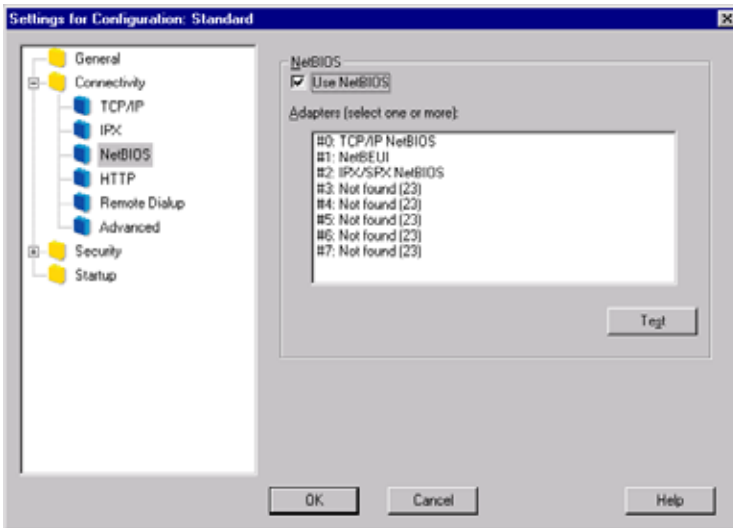 Settings for Configuration: Standard
General
Connectivity
TCP/IP
IPX
NetBIOS
HTTP
Remote Dialup
Advanced
Security
Startup
NetBIOS
Use NetBIOS
Adapters (select one or more):
#0: TCP/IP NetBIOS
#1: NetBEUI
#2: IPX/SPX NetBIOS
#3: Not found (23)
#4: Not found (23)
#5: Not found (23)
#6: Not found (23)
#7: Not found (23)
Test
OK
Cancel
Help